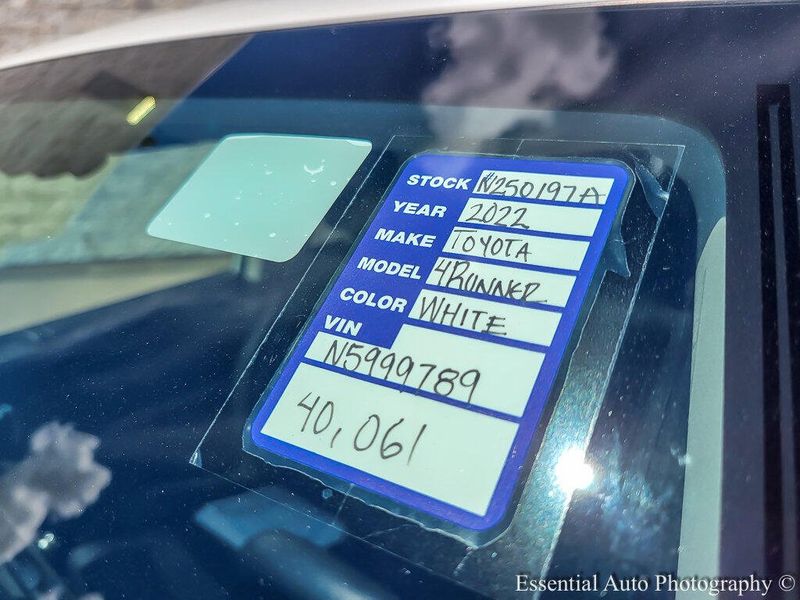 STOCK N250197A
YEAR 2022
MAKE TOYOTA
MODEL 4RUNNER
COLOR WHITE
VIN
N5999789
40,061
Essential Auto Photography ©